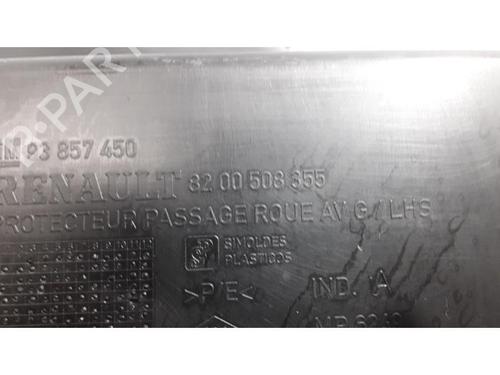 GM 93 857 450
RENAULT 82 00 508 355
PROTECTEUR PASSAGE ROUE AV G / LHS
SIMOLDES
PLASTICOS
>P/E< IND. A